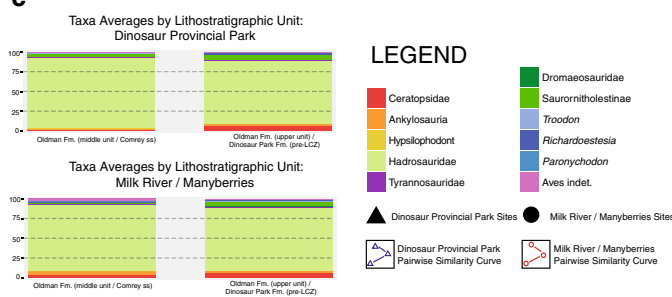 Taxa Averages by Lithostratigraphic Unit:
Dinosaur Provincial Park
100
75
50
25
0
Oldman Fm. (middle unit / Comrey ss)
Oldman Fm. (upper unit) /
Dinosaur Park Fm. (pre-LCZ)
Taxa Averages by Lithostratigraphic Unit:
Milk River / Manyberries
100
75
50
25
0
Oldman Fm. (middle unit / Comrey ss)
Oldman Fm. (upper unit) /
Dinosaur Park Fm. (pre-LCZ)
LEGEND
Ceratopsidae
Ankylosauria
Hypsilophodont
Hadrosauridae
Tyrannosauridae
Dromaeosauridae
Saurornitholestinae
Troodon
Richardoestesia
Paronychodon
Aves indet.
Dinosaur Provincial Park Sites
Milk River / Manyberries Sites
Dinosaur Provincial Park
Pairwise Similarity Curve
Milk River / Manyberries
Pairwise Similarity Curve